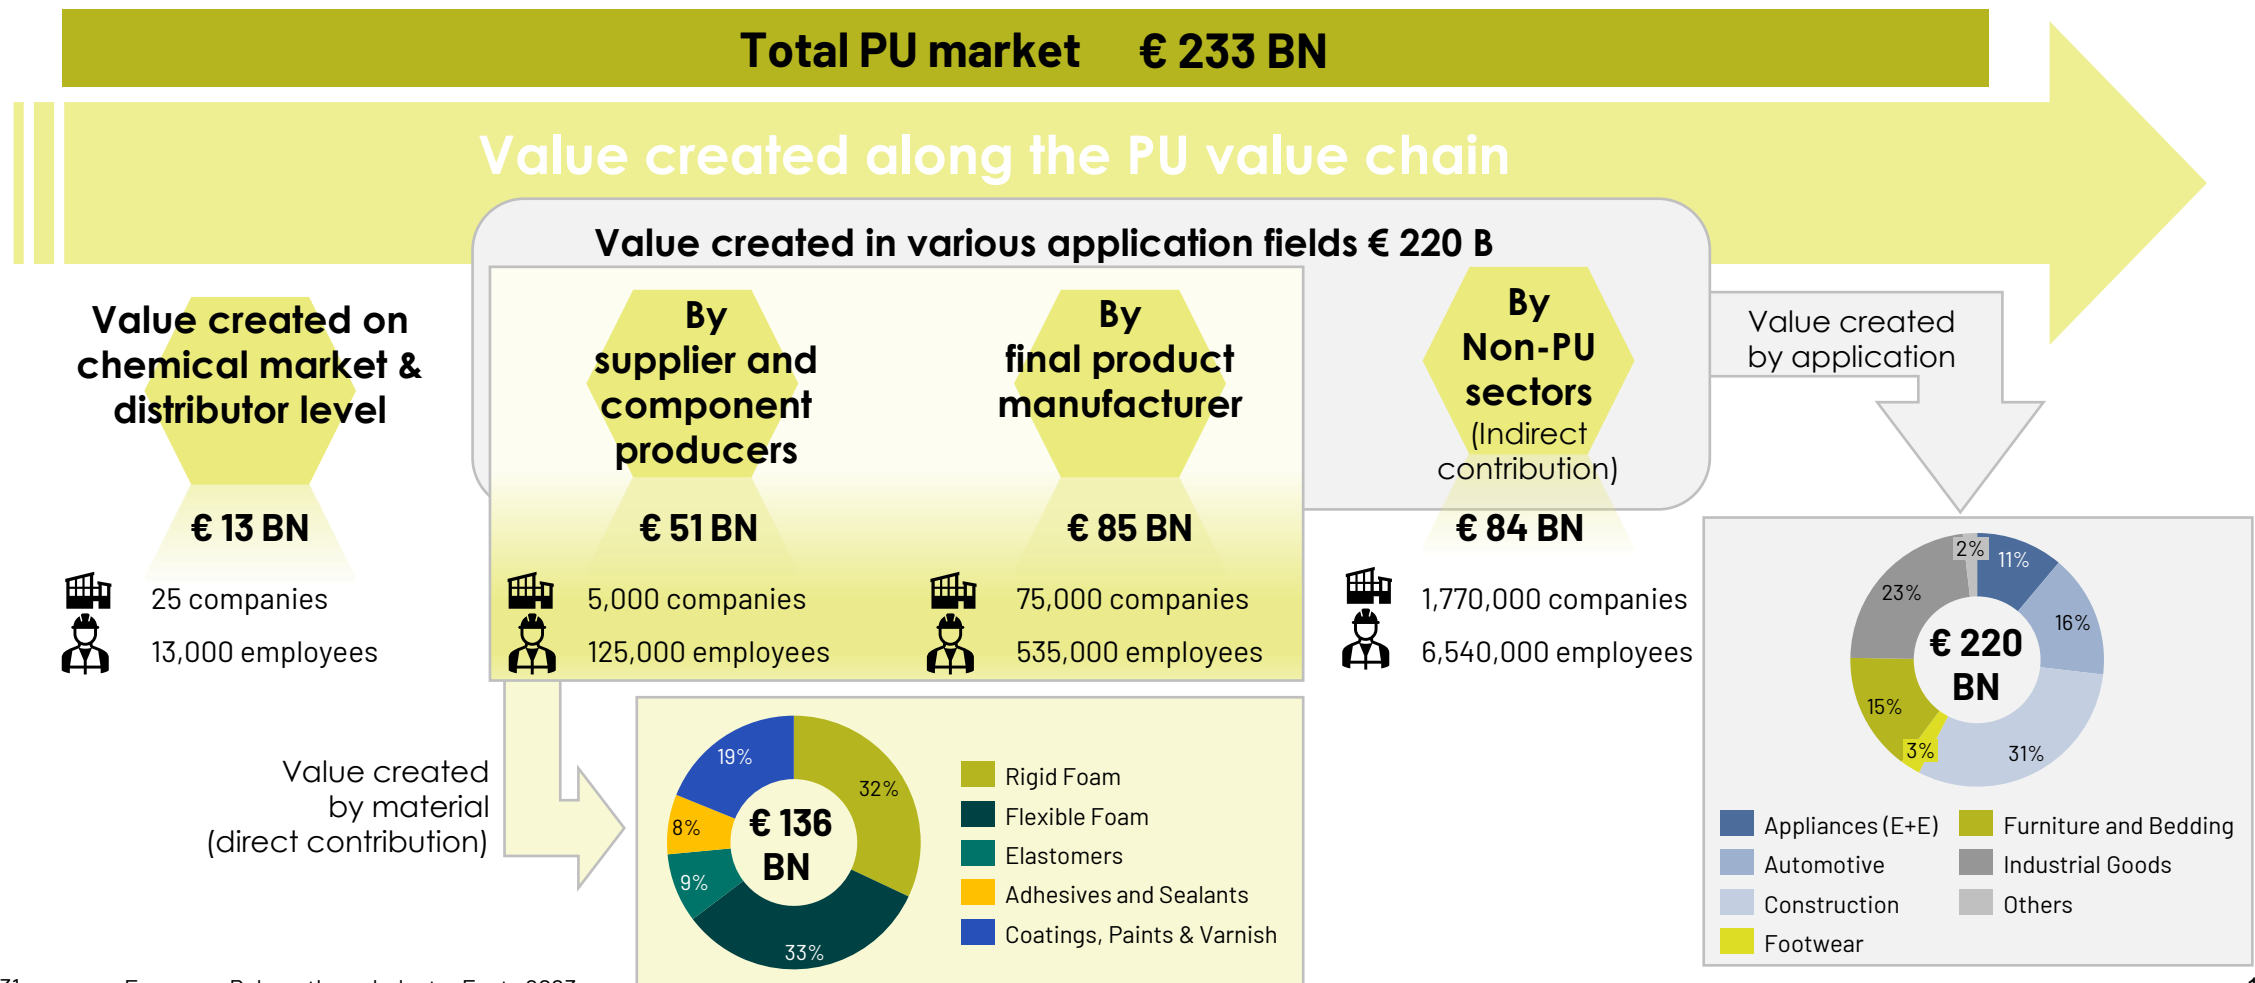 Total PU market € 233 BN
Value created along the PU value chain
Value created in various application fields € 220 B
Value created on
chemical market &
distributor level
€ 13 BN
25 companies
13,000 employees
By
supplier and
component
producers
€ 51 BN
5,000 companies
125,000 employees
By
final product
manufacturer
€ 85 BN
75,000 companies
535,000 employees
By
Non-PU
sectors
(Indirect
contribution)
€ 84 BN
1,770,000 companies
6,540,000 employees
Value created
by application
2%
11%
16%
31%
3%
15%
23%
€ 220
BN
Appliances (E+E)
Automotive
Construction
Footwear
Furniture and Bedding
Industrial Goods
Others
Value created
by material
(direct contribution)
19%
32%
33%
9%
8%
€ 136
BN
Rigid Foam
Flexible Foam
Elastomers
Adhesives and Sealants
Coatings, Paints & Varnish